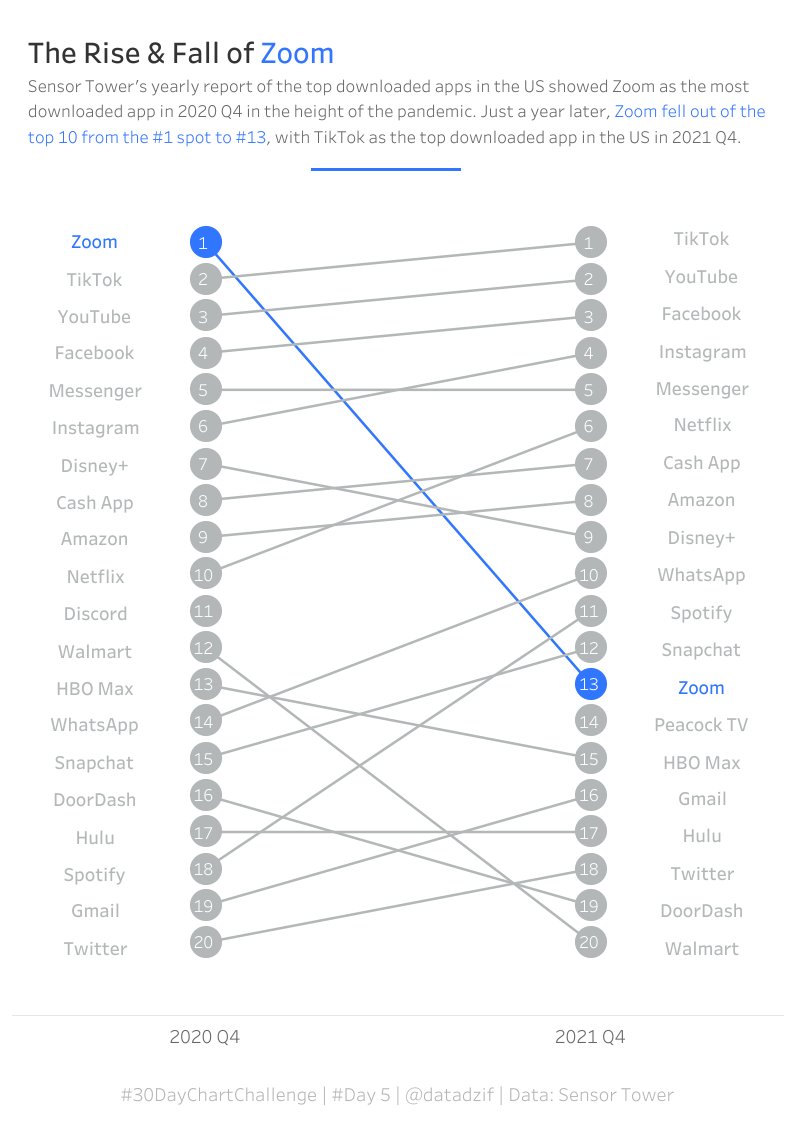 The Rise & Fall of Zoom
Sensor Tower's yearly report of the top downloaded apps in the US showed Zoom as the most
downloaded app in 2020 Q4 in the height of the pandemic. Just a year later, Zoom fell out of the
top 10 from the #1 spot to #13, with TikTok as the top downloaded app in the US in 2021 Q4.
Zoom 1 1 TikTok
TikTok 2 2 YouTube
YouTube 3 3 Facebook
Facebook 4 4 Instagram
Messenger 5 5 Messenger
Instagram 6 6 Netflix
Disney+ 7 7 Cash App
Cash App 8 8 Amazon
Amazon 9 9 Disney+
Netflix 10 10 WhatsApp
Discord 11 11 Spotify
Walmart 12 12 Snapchat
HBO Max 13 13 Zoom
WhatsApp 14 14 Peacock TV
Snapchat 15 15 HBO Max
DoorDash 16 16 Gmail
Hulu 17 17 Hulu
Spotify 18 18 Twitter
Gmail 19 19 DoorDash
Twitter 20 20 Walmart
2020 Q4 2021 Q4
#30DayChartChallenge | #Day 5 | @datadzif | Data: Sensor Tower